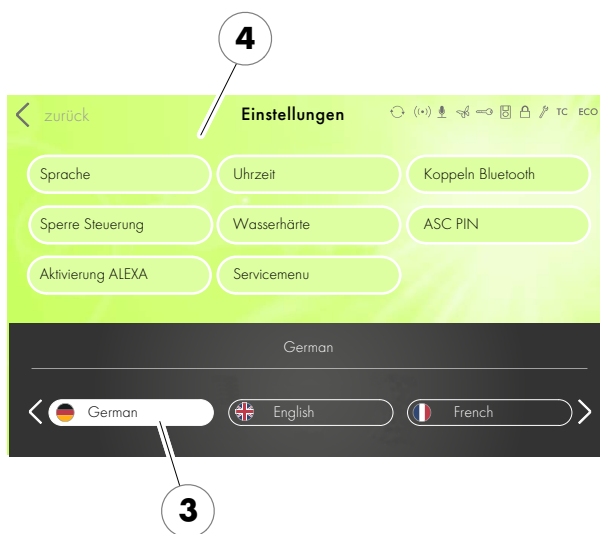 4
zurück Einstellungen TC ECO
Sprache Uhrzeit Koppeln Bluetooth
Sperre Steuerung Wasserhärte ASC PIN
Aktivierung ALEXA Servicemenu
German
German English French
3